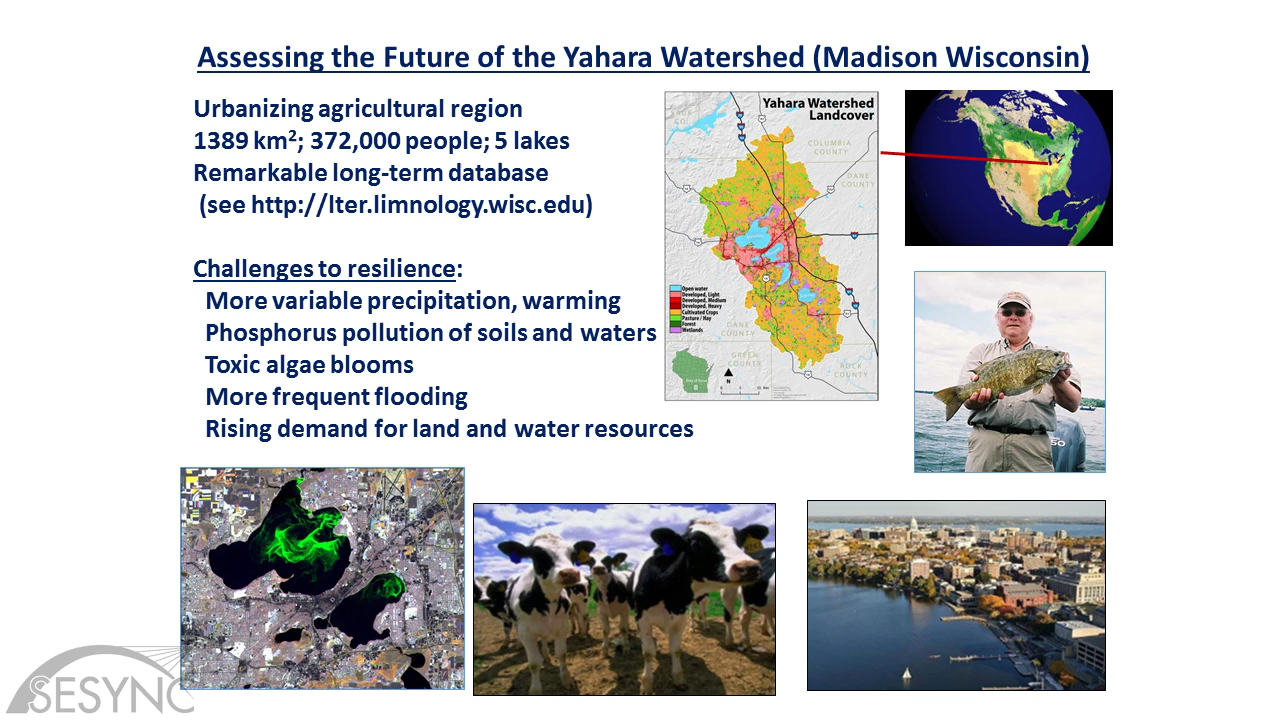 Assessing the Future of the Yahara Watershed (Madison Wisconsin)
Urbanizing agricultural region
1389 km²; 372,000 people; 5 lakes
Remarkable long-term database
(see http://lter.limnology.wisc.edu)
Challenges to resilience:
More variable precipitation, warming
Phosphorus pollution of soils and waters
Toxic algae blooms
More frequent flooding
Rising demand for land and water resources
Yahara Watershed
Landcover
COLUMBIA
COUNTY
DANE
COUNTY
Open water
Developed, Light
Developed, Medium
Developed, Heavy
Cultivated Crops
Pasture / Hay
Forest
Wetlands
DANE
COUNTY
GREEN
COUNTY
ROCK
COUNTY
N
SESYNC